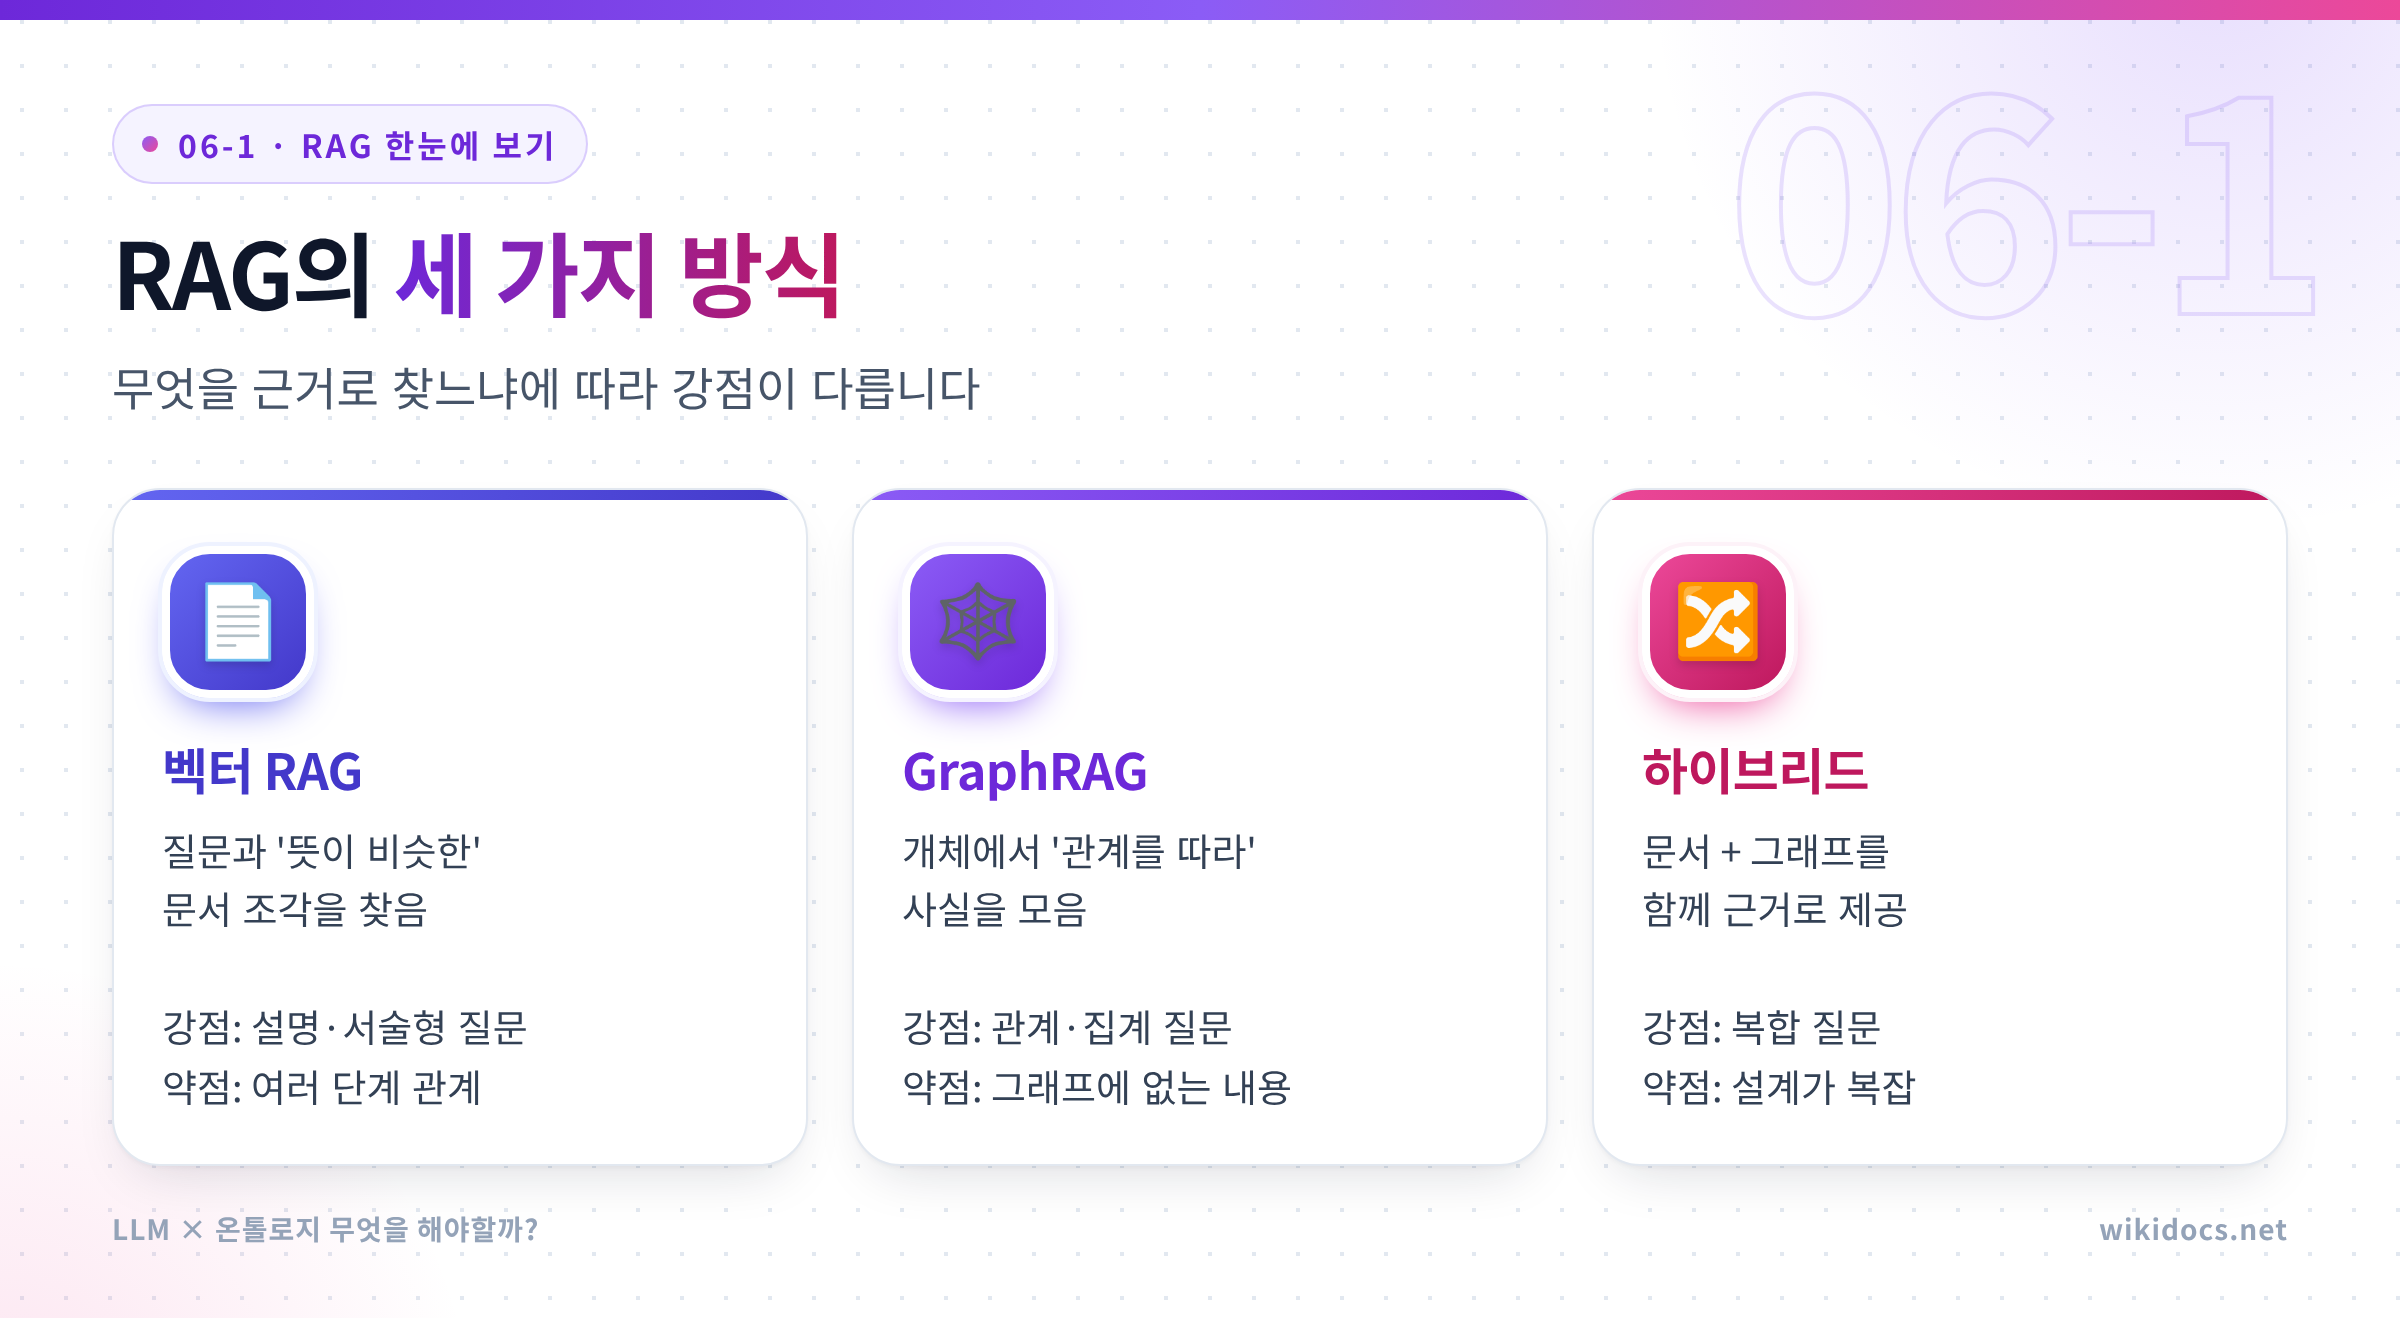 06-1 · RAG 한눈에 보기
06-1
RAG의 세 가지 방식
무엇을 근거로 찾느냐에 따라 강점이 다릅니다
벡터 RAG
질문과 '뜻이 비슷한'
문서 조각을 찾음
강점: 설명·서술형 질문
약점: 여러 단계 관계
GraphRAG
개체에서 '관계를 따라'
사실을 모음
강점: 관계·집계 질문
약점: 그래프에 없는 내용
하이브리드
문서 + 그래프를
함께 근거로 제공
강점: 복합 질문
약점: 설계가 복잡
LLM × 온톨로지 무엇을 해야할까?
wikidocs.net